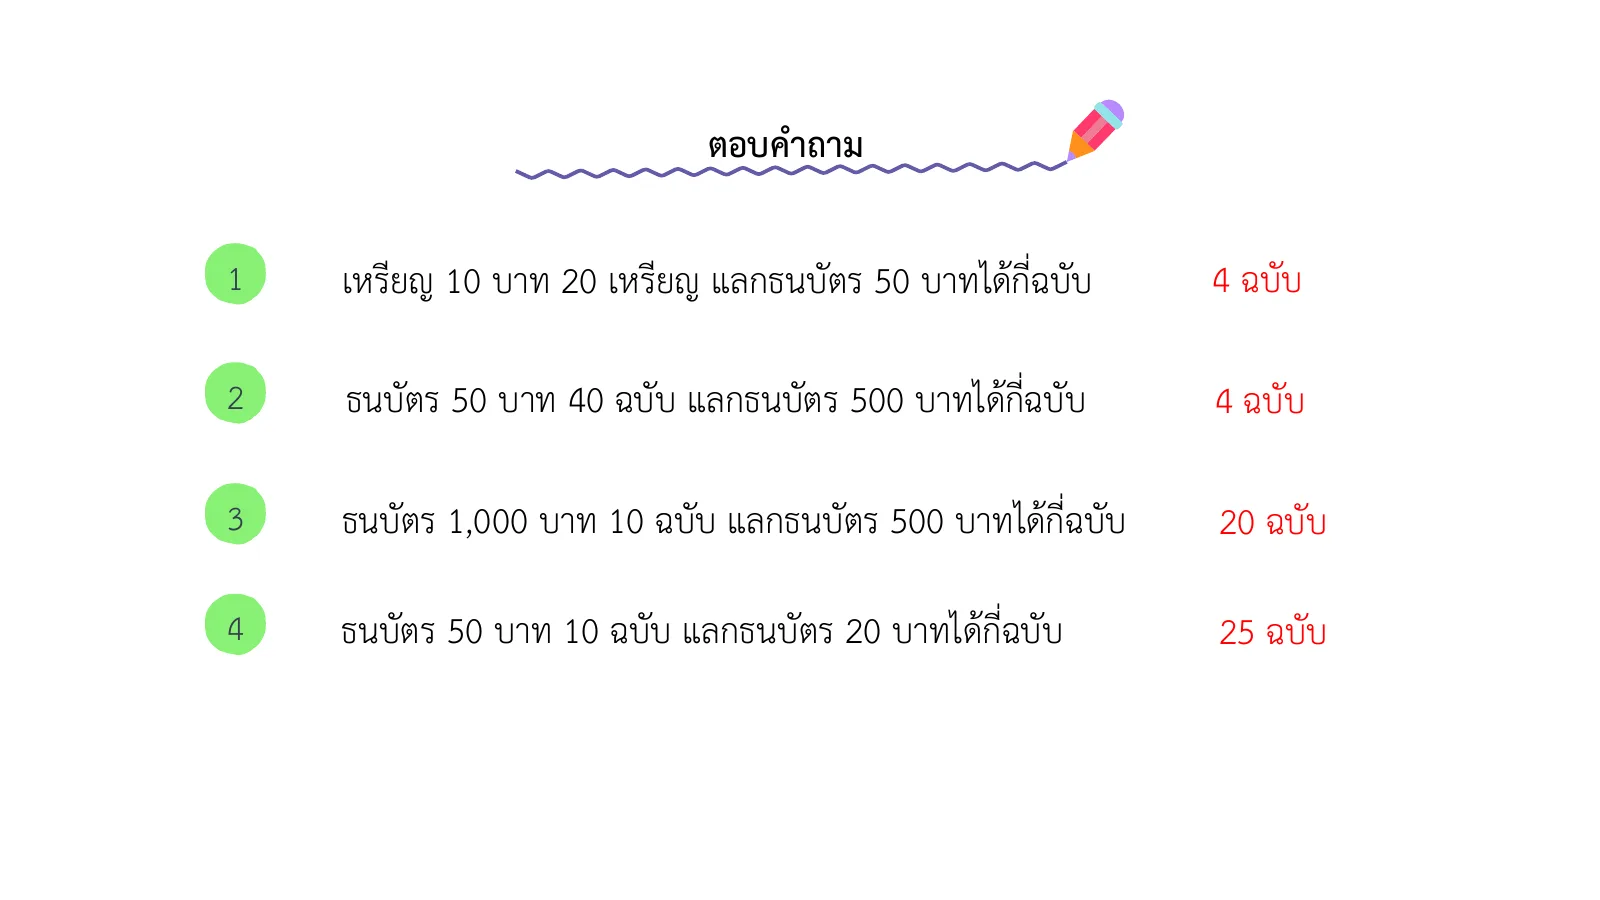 ตอบคำถาม
1 เหรียญ 10 บาท 20 เหรียญ แลกธนบัตร 50 บาทได้กี่ฉบับ 4 ฉบับ
2 ธนบัตร 50 บาท 40 ฉบับ แลกธนบัตร 500 บาทได้กี่ฉบับ 4 ฉบับ
3 ธนบัตร 1,000 บาท 10 ฉบับ แลกธนบัตร 500 บาทได้กี่ฉบับ 20 ฉบับ
4 ธนบัตร 50 บาท 10 ฉบับ แลกธนบัตร 20 บาทได้กี่ฉบับ 25 ฉบับ